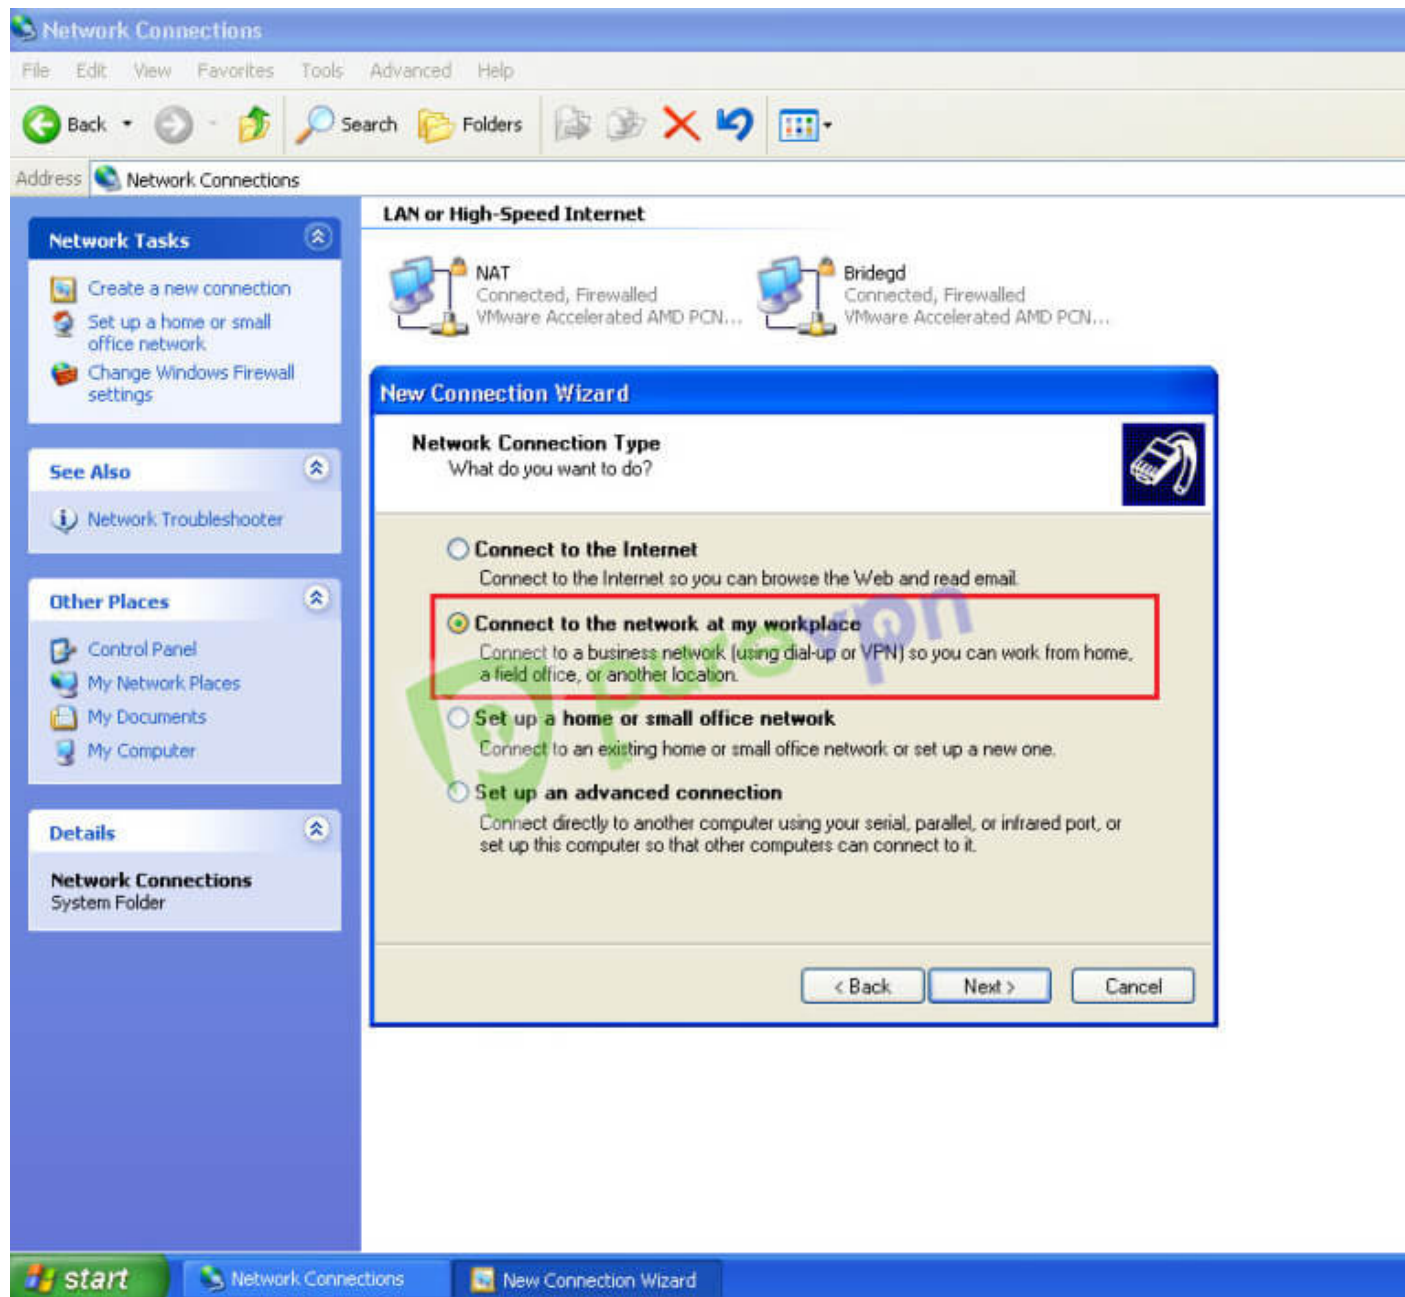 Network Connections
File Edit View Favorites Tools Advanced Help
Back Search Folders
Address Network Connections
Network Tasks
Create a new connection
Set up a home or small
office network
Change Windows Firewall
settings
See Also
Network Troubleshooter
Other Places
Control Panel
My Network Places
My Documents
My Computer
Details
Network Connections
System Folder
LAN or High-Speed Internet
NAT
Connected, Firewalled
VMware Accelerated AMD PCN...
Bridegd
Connected, Firewalled
VMware Accelerated AMD PCN...
New Connection Wizard
Network Connection Type
What do you want to do?
Connect to the Internet
Connect to the Internet so you can browse the Web and read email.
Connect to the network at my workplace
Connect to a business network (using dial-up or VPN) so you can work from home,
a field office, or another location.
Set up a home or small office network
Connect to an existing home or small office network or set up a new one.
Set up an advanced connection
Connect directly to another computer using your serial, parallel, or infrared port, or
set up this computer so that other computers can connect to it.
purevpn
< Back Next > Cancel
start Network Connections New Connection Wizard